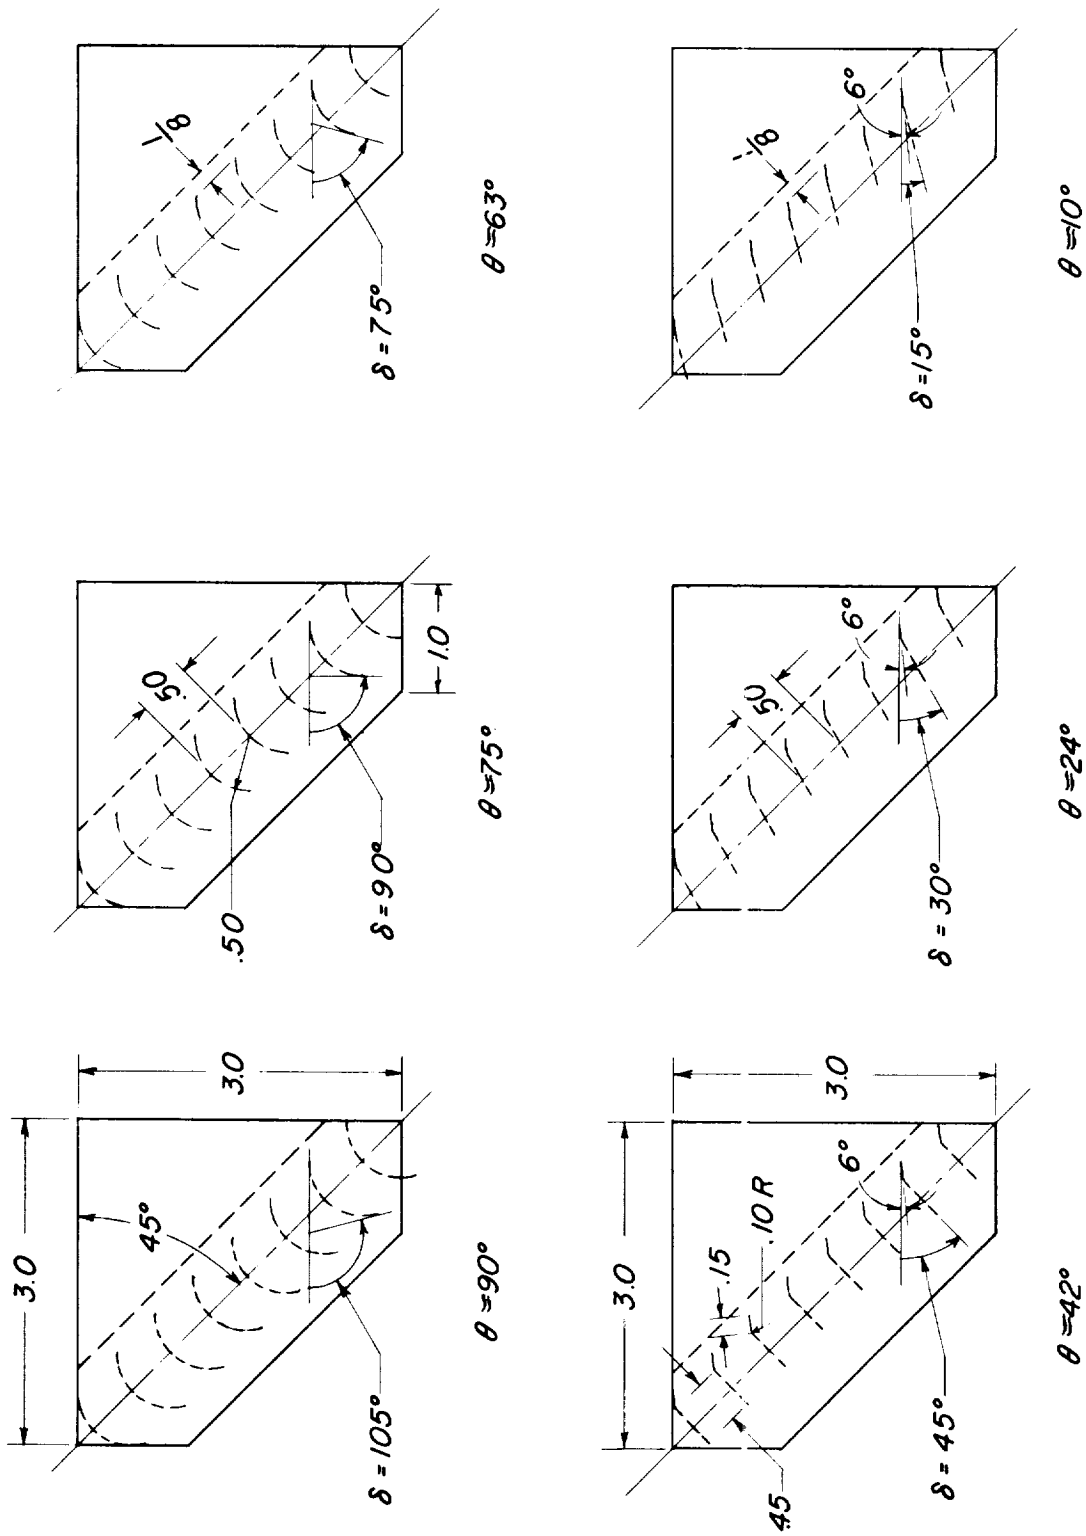 3.0
3.0
45°
δ = 105°
θ = 90°
.50
.50
1.0
δ = 90°
θ = 75°
1/8
δ = 75°
θ = 63°
3.0
3.0
.15
.10 R
6°
.45
δ = 45°
θ = 42°
.50
6°
δ = 30°
θ = 24°
1/8
6°
δ = 15°
θ = 10°